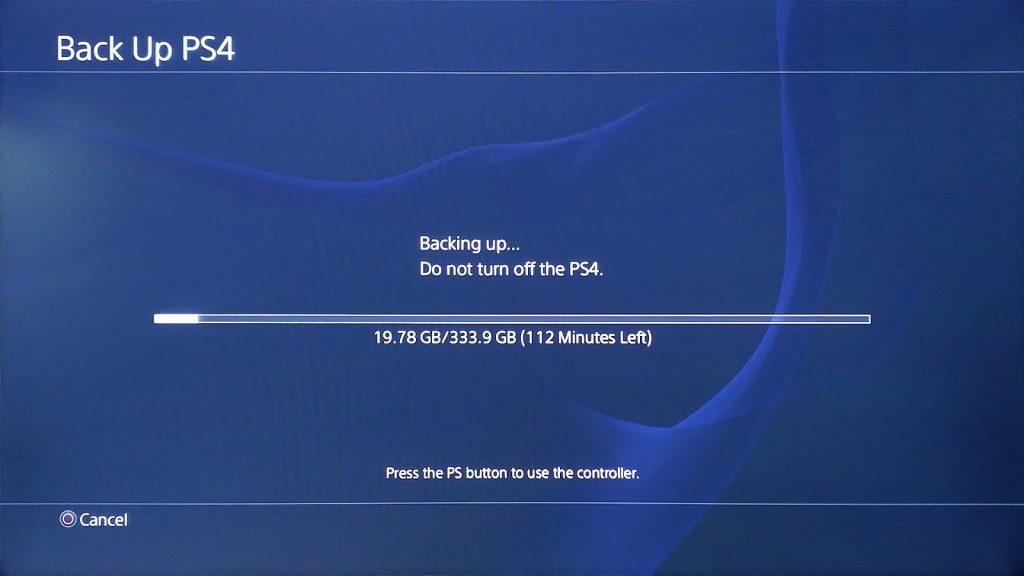 Back Up PS4
Backing up...
Do not turn off the PS4.
19.78 GB/333.9 GB (112 Minutes Left)
Press the PS button to use the controller.
Cancel